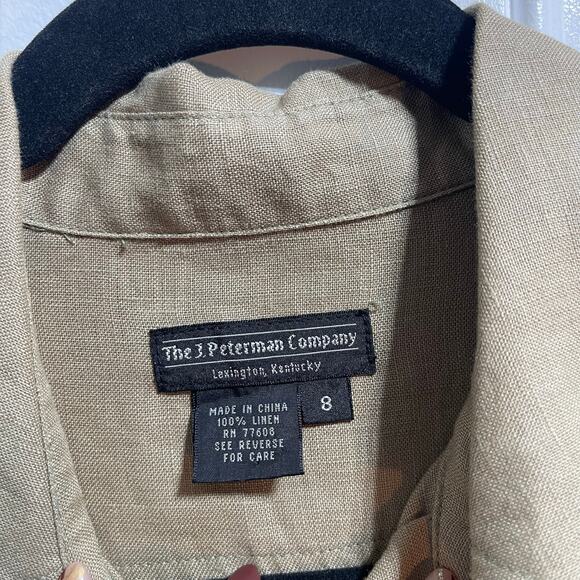 The J. Peterman Company
Lexington, Kentucky
8
MADE IN CHINA
100% LINEN
RN 77608
SEE REVERSE
FOR CARE